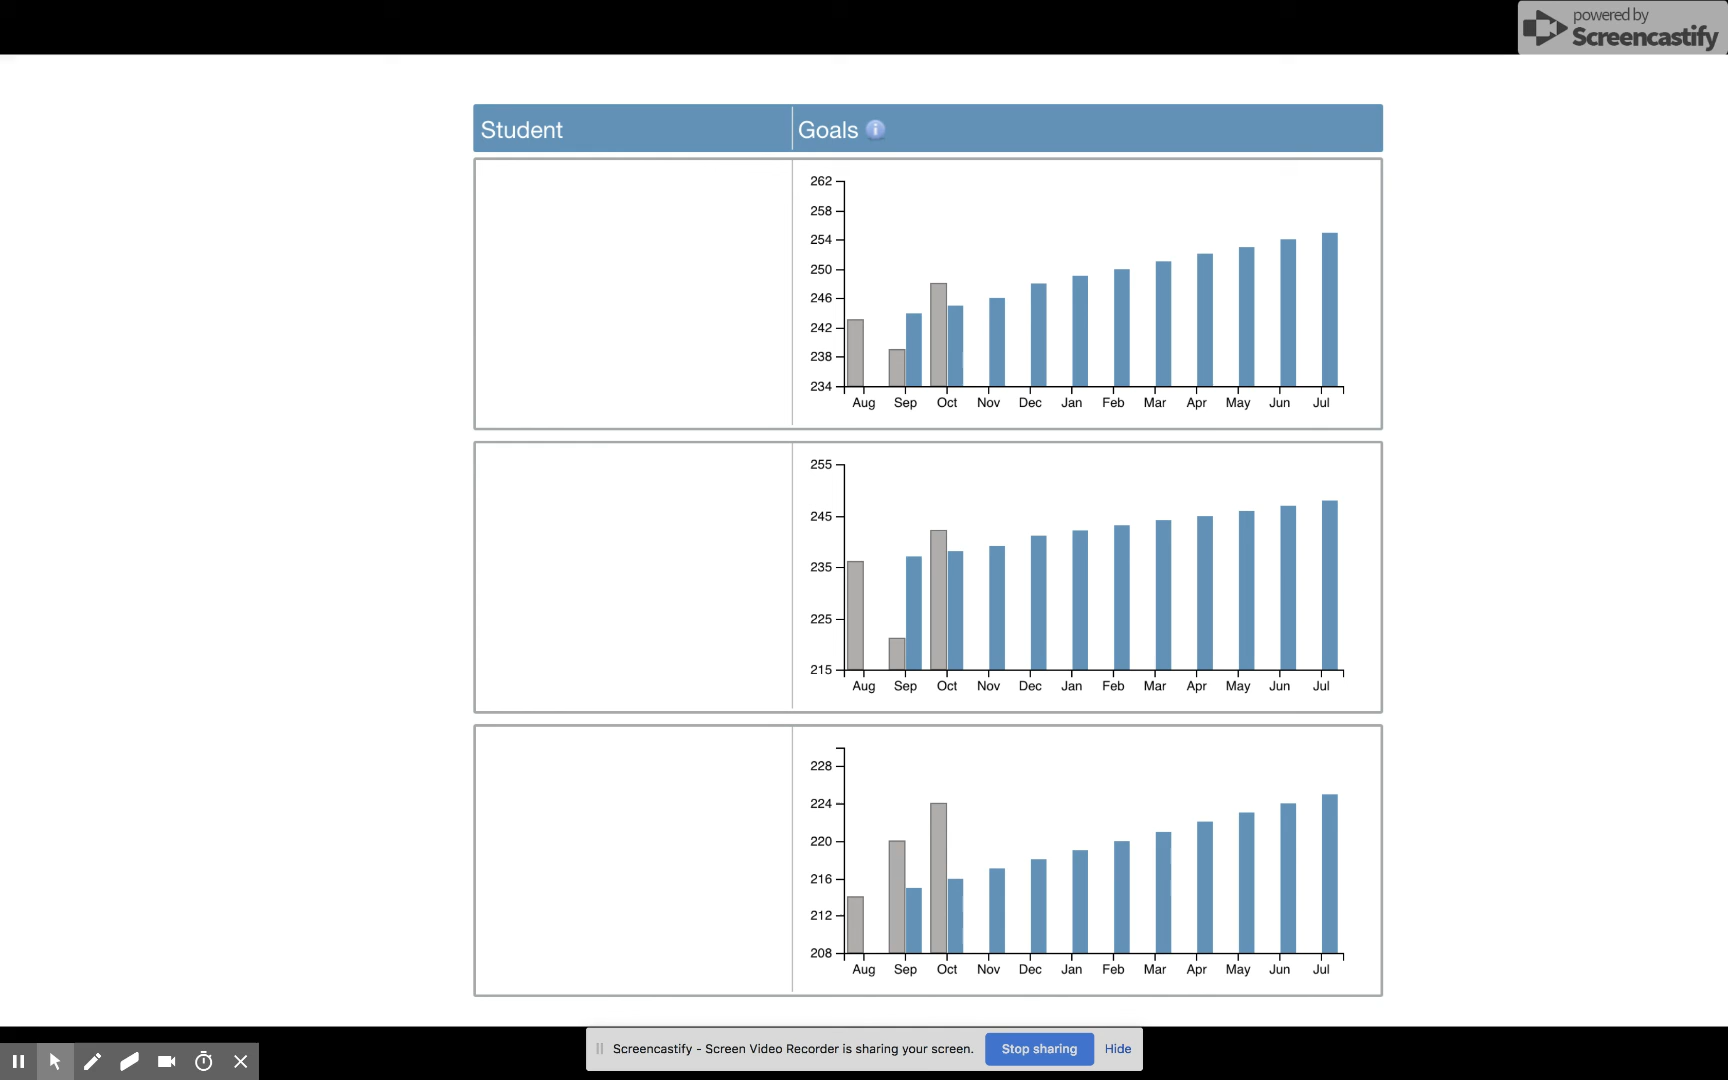 powered by
Screencastify
Student Goals
262
258
254
250
246
242
238
234
Aug Sep Oct Nov Dec Jan Feb Mar Apr May Jun Jul
255
245
235
225
215
Aug Sep Oct Nov Dec Jan Feb Mar Apr May Jun Jul
228
224
220
216
212
208
Aug Sep Oct Nov Dec Jan Feb Mar Apr May Jun Jul
Screencastify - Screen Video Recorder is sharing your screen. Stop sharing Hide